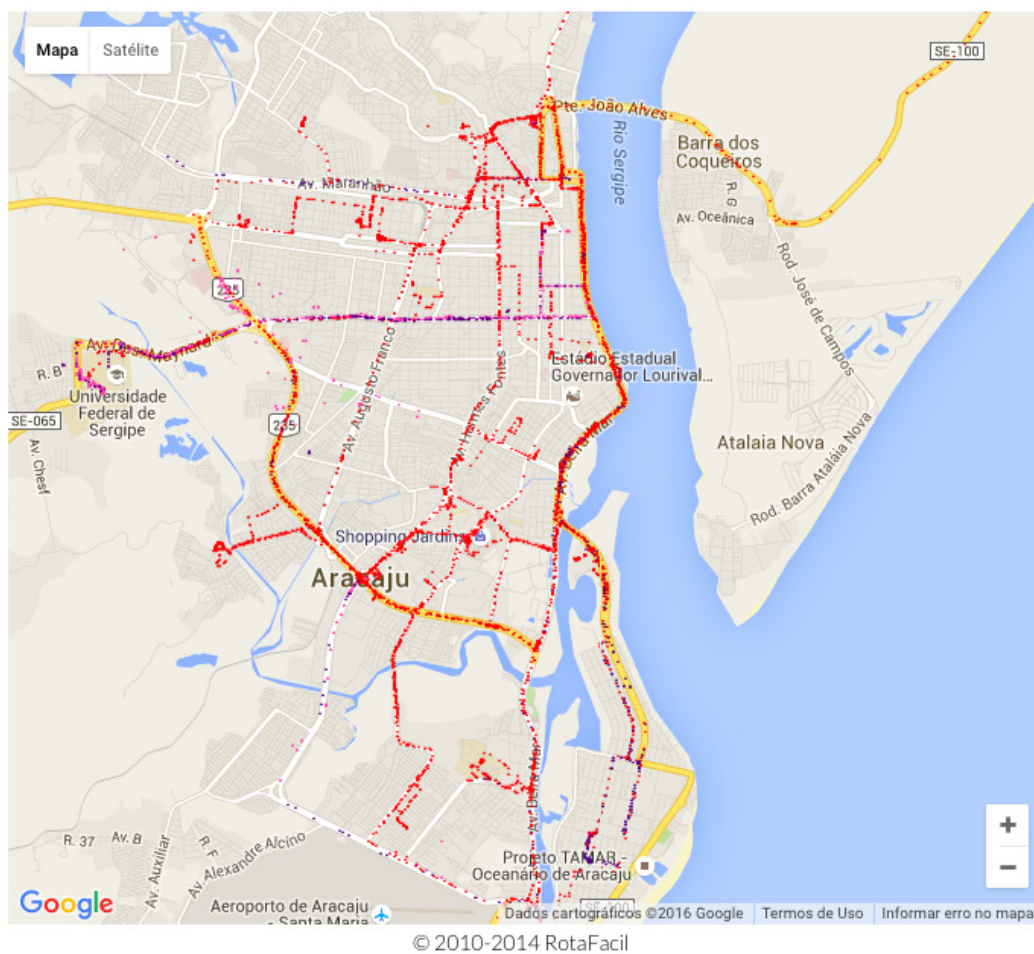 Mapa
Satélite
SE-100
Pte. João Alves
Rio Sergipe
Barra dos
Coqueiros
R. G
Av. Oceânica
Av. Maranhão
Rod. José de Campos
235
Av. Des. Maynard
R. B
Universidade
Federal de
Sergipe
SE-065
Av. Chesf
235
Av. Augusto Franco
Av. Hermes Fontes
Estádio Estadual
Governador Lourival...
Av. Beira Mar
Atalaia Nova
Rod. Barra Atalaia Nova
Shopping Jardins
Aracaju
Av. Beira Mar
R. 37
Av. B
Av. Auxiliar
R. F
Av. Alexandre Alcino
Projeto TAMAR -
Oceanário de Aracaju
+
−
Google
Aeroporto de Aracaju
- Santa Maria
SE-100
Dados cartográficos ©2016 Google
Termos de Uso
Informar erro no mapa
© 2010-2014 RotaFacil